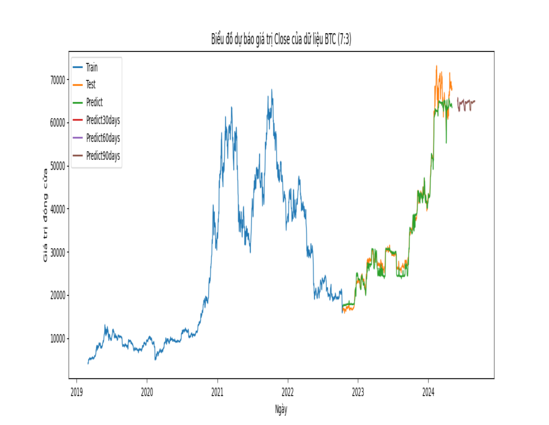 Biểu đồ dự báo giá trị Close của dữ liệu BTC (7:3)
Train
Test
Predict
Predict30days
Predict60days
Predict90days
Giá trị đóng cửa
70000
60000
50000
40000
30000
20000
10000
2019 2020 2021 2022 2023 2024
Ngày